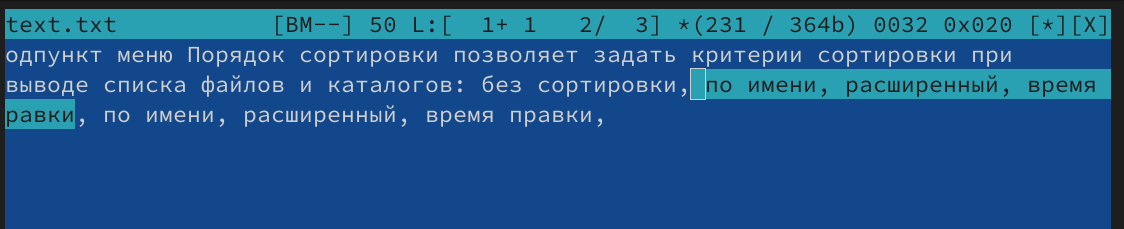 text.txt [BM--] 50 L:[ 1+ 1 2/ 3] *(231 / 364b) 0032 0x020 [*][X]
одпункт меню Порядок сортировки позволяет задать критерии сортировки при
выводе списка файлов и каталогов: без сортировки, по имени, расширенный, время
равки, по имени, расширенный, время правки,